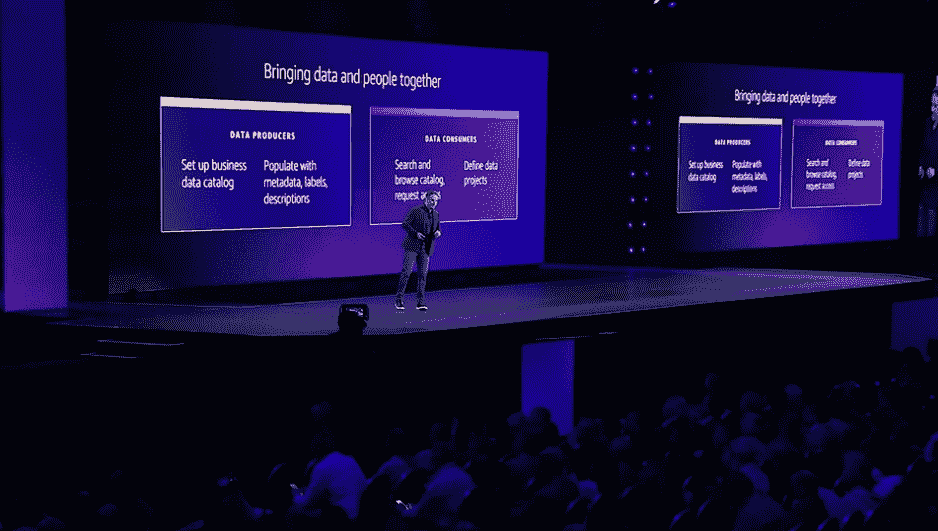 Bringing data and people together
DATA PRODUCERS
Set up business
data catalog
Populate with
metadata, labels,
descriptions
DATA CONSUMERS
Search and
browse catalog,
request access
Define data
projects
Bringing data and people together
DATA PRODUCERS
Set up business
data catalog
Populate with
metadata, labels,
descriptions
DATA CONSUMERS
Search and
browse catalog,
request access
Define data
projects